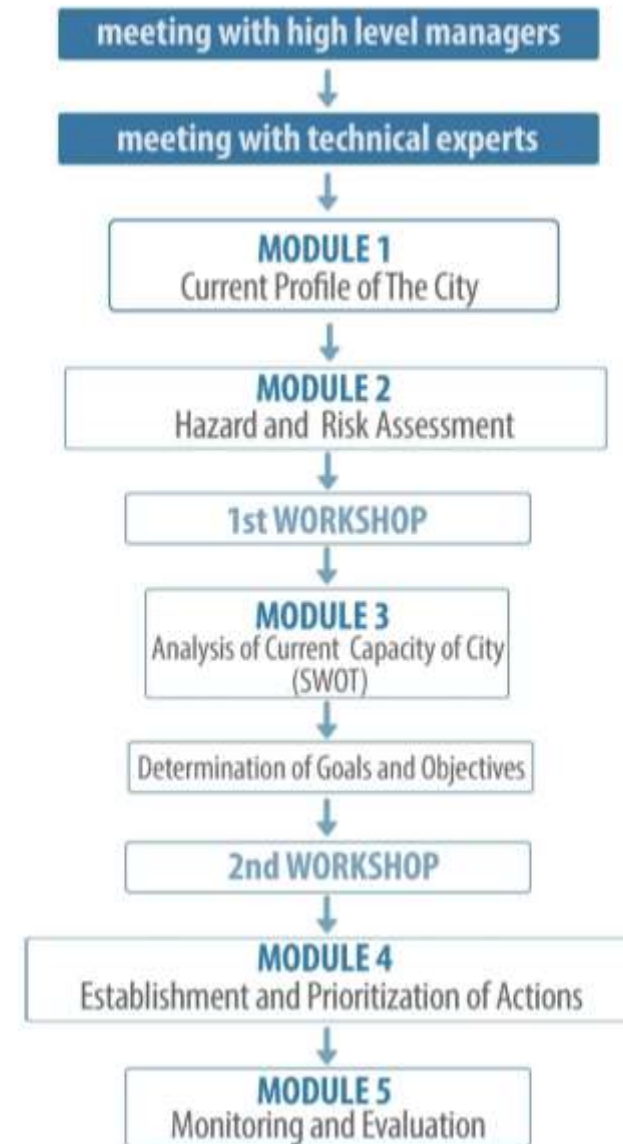 meeting with high level managers
meeting with technical experts
MODULE 1
Current Profile of The City
MODULE 2
Hazard and Risk Assessment
1st WORKSHOP
MODULE 3
Analysis of Current Capacity of City
(SWOT)
Determination of Goals and Objectives
2nd WORKSHOP
MODULE 4
Establishment and Prioritization of Actions
MODULE 5
Monitoring and Evaluation